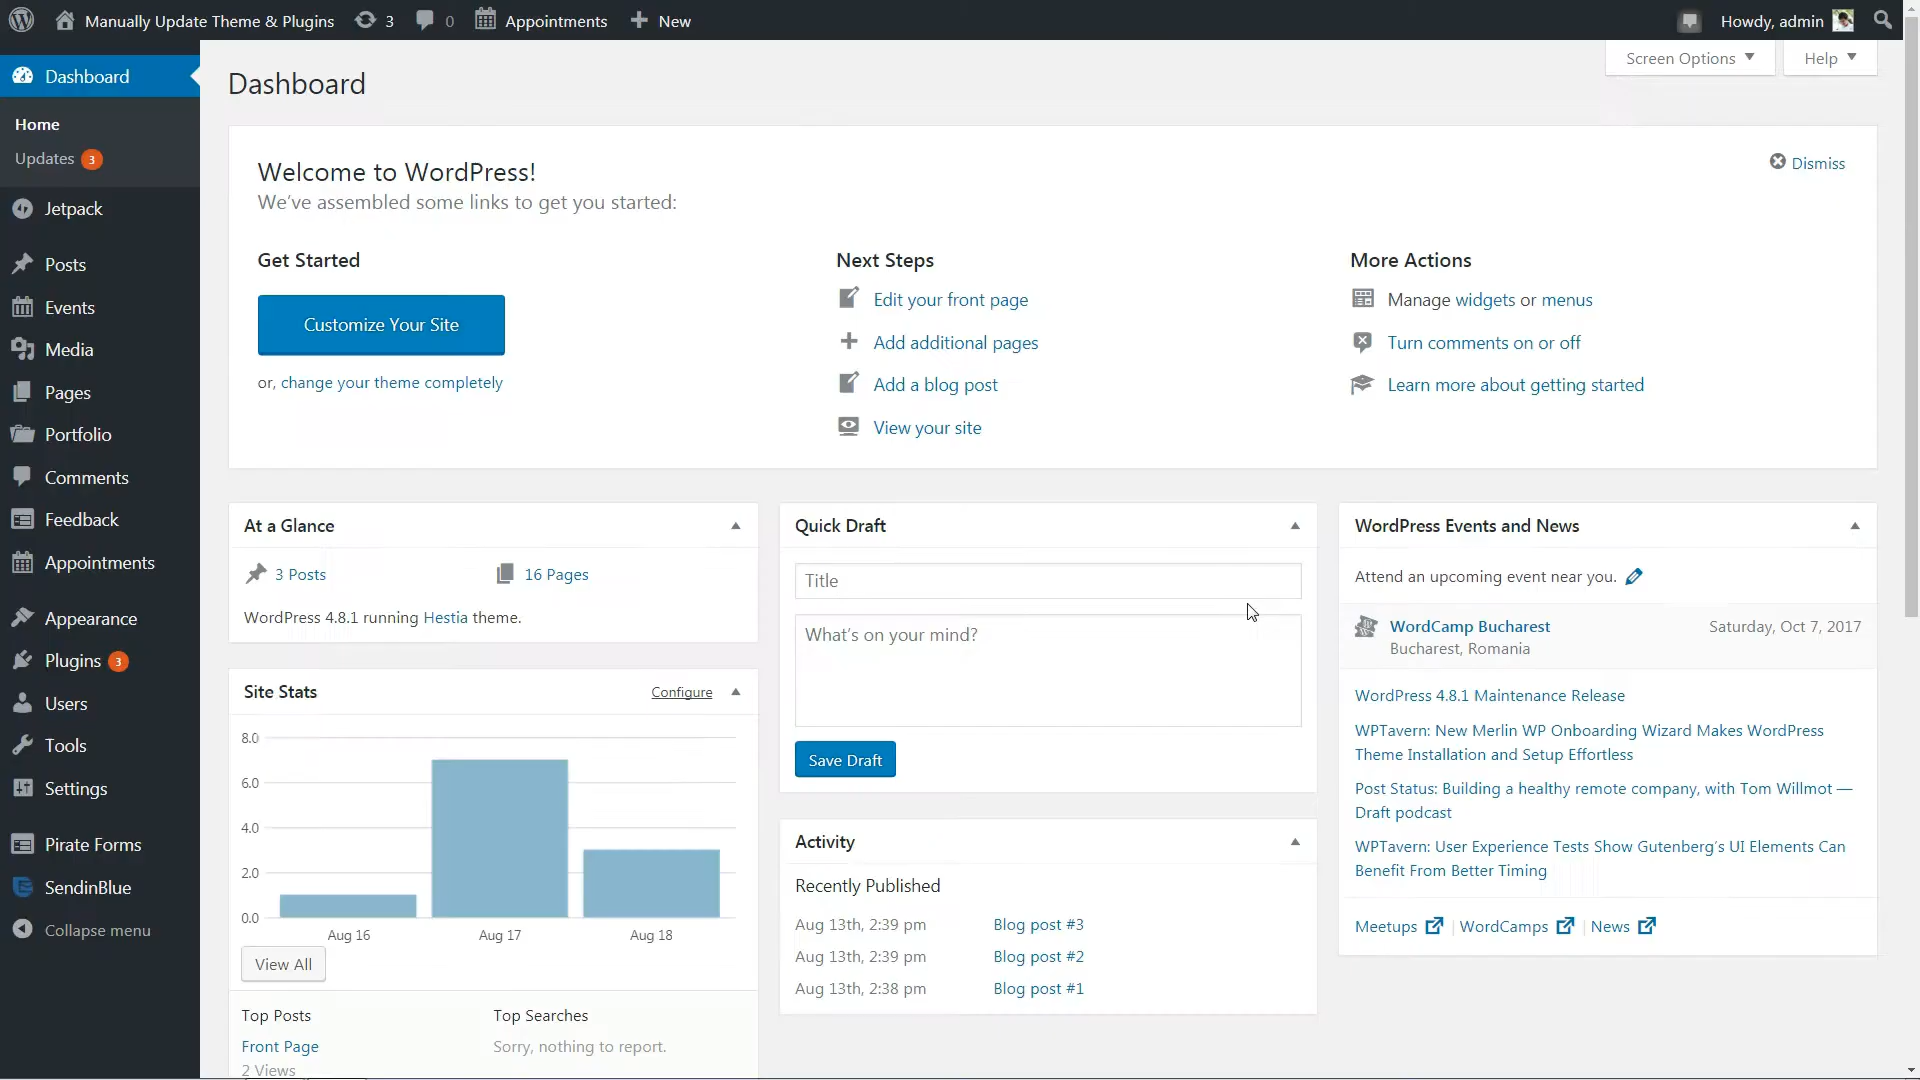 Manually Update Theme & Plugins 3 0 Appointments New Howdy, admin
Dashboard
Home
Updates 3
Jetpack
Posts
Events
Media
Pages
Portfolio
Comments
Feedback
Appointments
Appearance
Plugins 3
Users
Tools
Settings
Pirate Forms
SendinBlue
Collapse menu
Screen Options Help
Dashboard
Welcome to WordPress!
We've assembled some links to get you started:
Dismiss
Get Started
Customize Your Site
or, change your theme completely
Next Steps
Edit your front page
Add additional pages
Add a blog post
View your site
More Actions
Manage widgets or menus
Turn comments on or off
Learn more about getting started
At a Glance
3 Posts 16 Pages
WordPress 4.8.1 running Hestia theme.
Site Stats Configure
8.0
6.0
4.0
2.0
0.0
Aug 16 Aug 17 Aug 18
View All
Top Posts Top Searches
Front Page Sorry, nothing to report.
2 Views
Quick Draft
Title
What's on your mind?
Save Draft
Activity
Recently Published
Aug 13th, 2:39 pm Blog post #3
Aug 13th, 2:39 pm Blog post #2
Aug 13th, 2:38 pm Blog post #1
WordPress Events and News
Attend an upcoming event near you.
WordCamp Bucharest Saturday, Oct 7, 2017
Bucharest, Romania
WordPress 4.8.1 Maintenance Release
WPTavern: New Merlin WP Onboarding Wizard Makes WordPress
Theme Installation and Setup Effortless
Post Status: Building a healthy remote company, with Tom Willmot —
Draft podcast
WPTavern: User Experience Tests Show Gutenberg's UI Elements Can
Benefit From Better Timing
Meetups | WordCamps | News